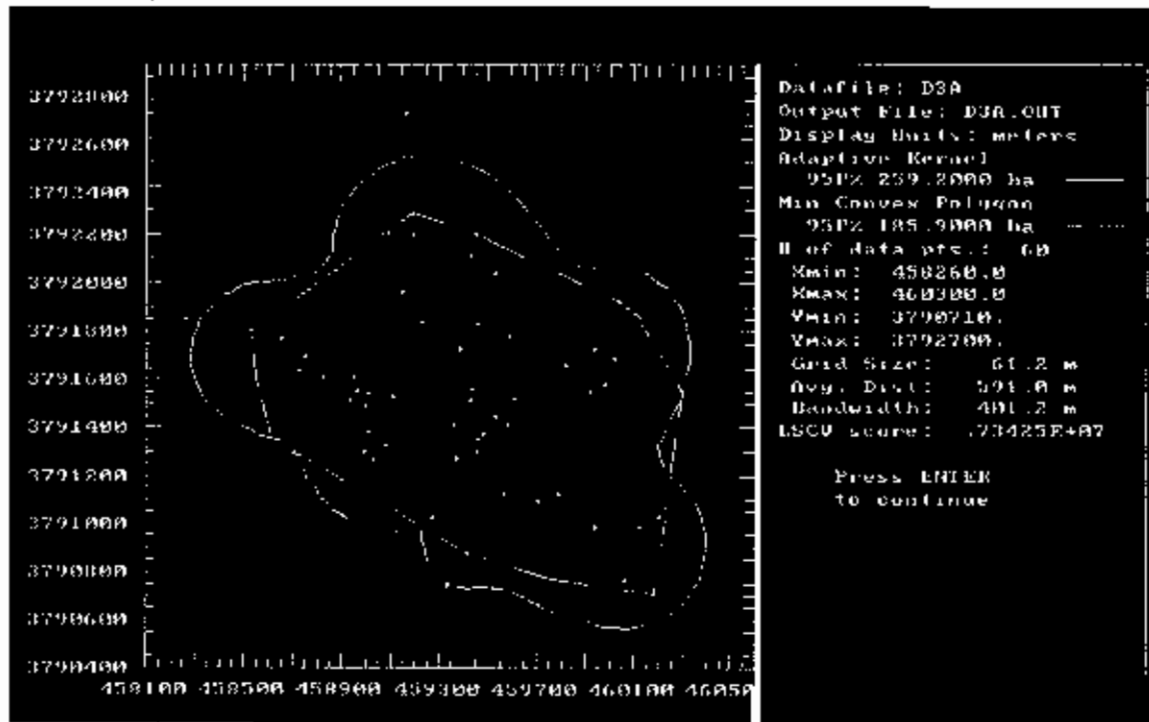 3792800
3792600
3792400
3792200
3792000
3791800
3791600
3791400
3791200
3791000
3790800
3790600
3790400
458100 458500 458900 459300 459700 460100 46050
Datafile: D3A
Output File: D3A.OUT
Display Units: meters
Adaptive Kernel
95P% 259.2000 ha
Min Convex Polygon
95P% 185.9000 ha
# of data pts.: 60
Xmin: 458260.0
Xmax: 460300.0
Ymin: 3790710.
Ymax: 3792700.
Grid Size: 61.2 m
Avg. Dist: 591.0 m
Bandwidth: 401.2 m
LSCV score: .73425E+07
Press ENTER
to continue